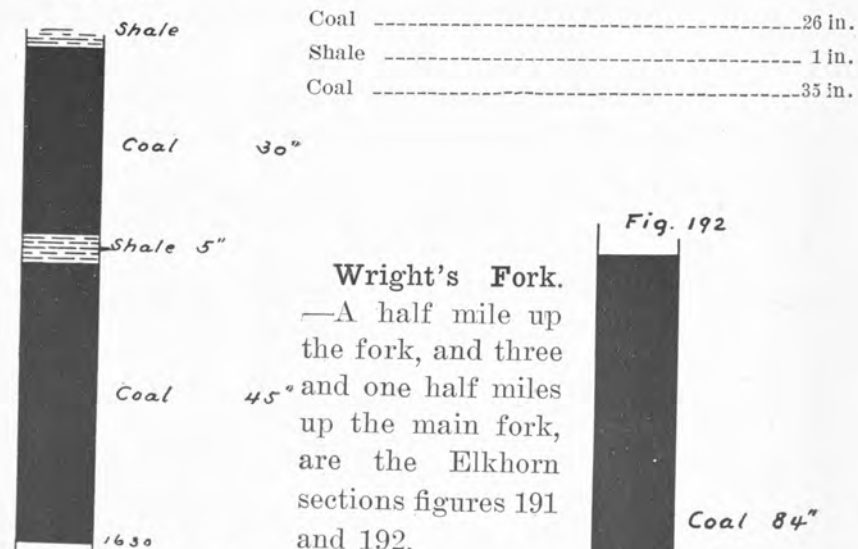 Shale
Coal 30"
Shale 5"
Coal 45"
1630
Coal ------------------------------ 26 in.
Shale ------------------------------ 1 in.
Coal ------------------------------ 35 in.
Wright's Fork.
—A half mile up
the fork, and three
and one half miles
up the main fork,
are the Elkhorn
sections figures 191
and 192.
Fig. 192
Coal 84"